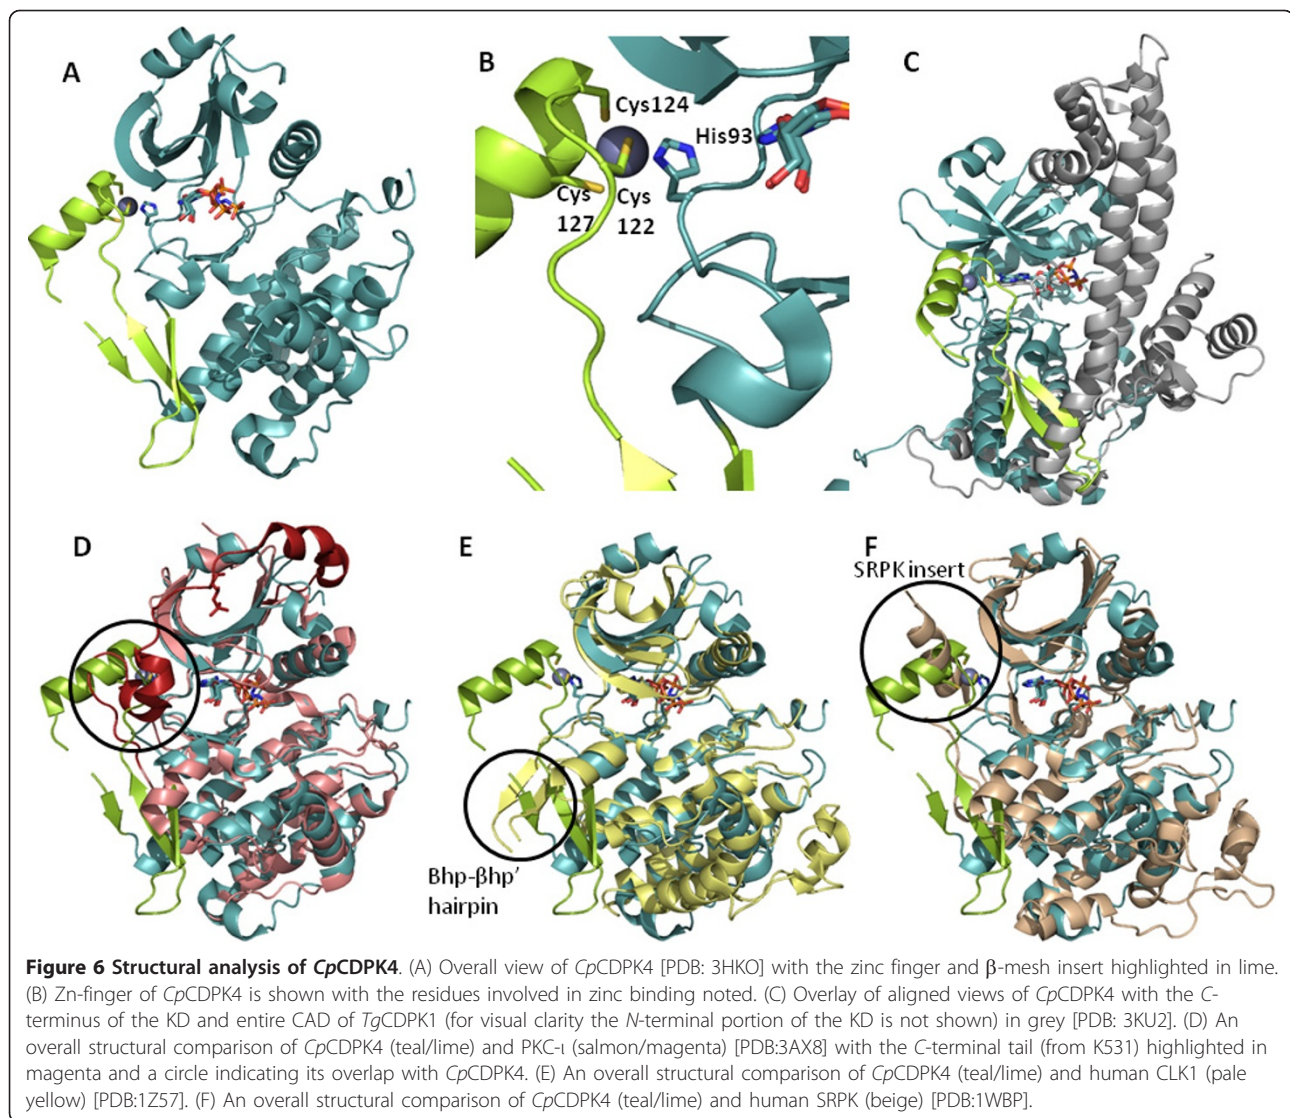 A
B
C
Cys124
His93
Cys
127
Cys
122
D
E
F
SRPK insert
Bhp-βhp’
hairpin
Figure 6 Structural analysis of CpCDPK4. (A) Overall view of CpCDPK4 [PDB: 3HKO] with the zinc finger and β-mesh insert highlighted in lime.
(B) Zn-finger of CpCDPK4 is shown with the residues involved in zinc binding noted. (C) Overlay of aligned views of CpCDPK4 with the C-
terminus of the KD and entire CAD of TgCDPK1 (for visual clarity the N-terminal portion of the KD is not shown) in grey [PDB: 3KU2]. (D) An
overall structural comparison of CpCDPK4 (teal/lime) and PKC-ι (salmon/magenta) [PDB:3AX8] with the C-terminal tail (from K531) highlighted in
magenta and a circle indicating its overlap with CpCDPK4. (E) An overall structural comparison of CpCDPK4 (teal/lime) and human CLK1 (pale
yellow) [PDB:1Z57]. (F) An overall structural comparison of CpCDPK4 (teal/lime) and human SRPK (beige) [PDB:1WBP].